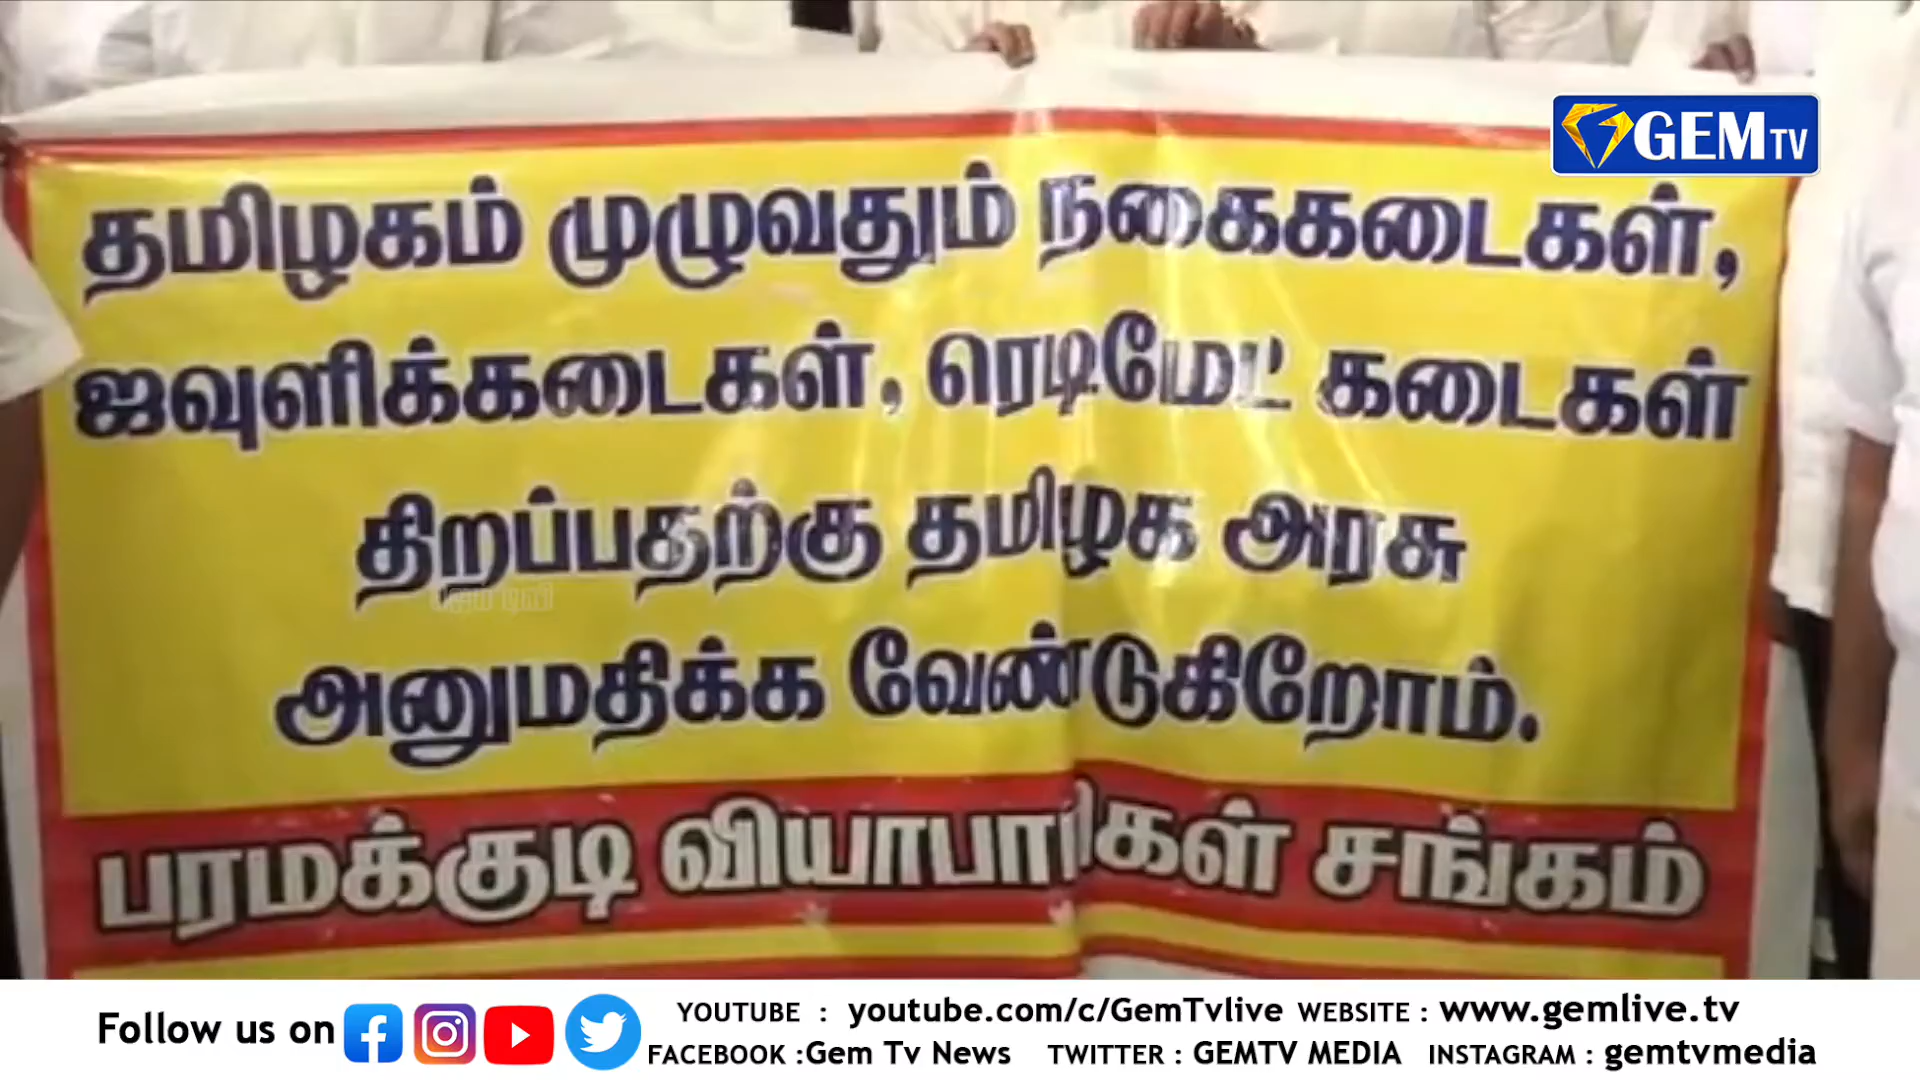 GEM TV
தமிழகம் முழுவதும் நகைகடைகள்,
ஜவுளிக்கடைகள், ரெடிமேட் கடைகள்
திறப்பதற்கு தமிழக அரசு
அனுமதிக்க வேண்டுகிறோம்.
பரமக்குடி வியாபாரிகள் சங்கம்
Follow us on
YOUTUBE : youtube.com/c/GemTvlive WEBSITE : www.gemlive.tv
FACEBOOK :Gem Tv News TWITTER : GEMTV MEDIA INSTAGRAM : gemtvmedia